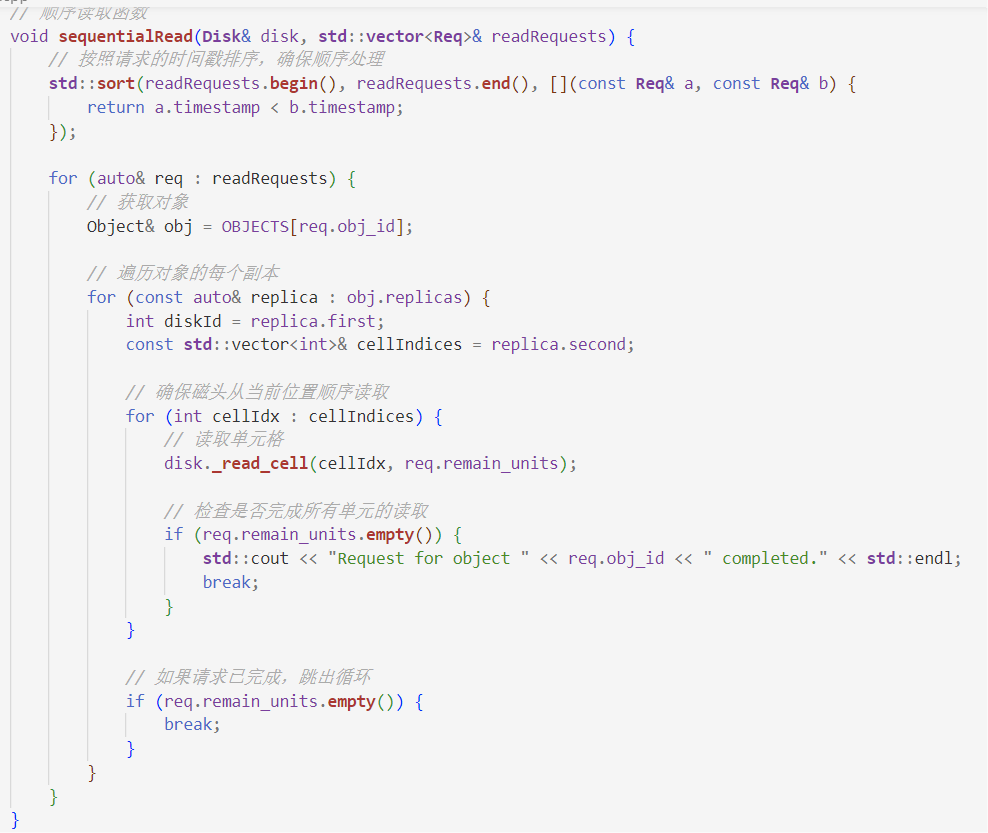 // 顺序读取函数
void sequentialRead(Disk& disk, std::vector<Req>& readRequests) {
    // 按照请求的时间戳排序，确保顺序处理
    std::sort(readRequests.begin(), readRequests.end(), [](const Req& a, const Req& b) {
        return a.timestamp < b.timestamp;
    });
    for (auto& req : readRequests) {
        // 获取对象
        Object& obj = OBJECTS[req.obj_id];
        // 遍历对象的每个副本
        for (const auto& replica : obj.replicas) {
            int diskId = replica.first;
            const std::vector<int>& cellIndices = replica.second;
            // 确保磁头从当前位置顺序读取
            for (int cellIdx : cellIndices) {
                // 读取单元格
                disk._read_cell(cellIdx, req.remain_units);
                // 检查是否完成所有单元的读取
                if (req.remain_units.empty()) {
                    std::cout << "Request for object " << req.obj_id << " completed." << std::endl;
                    break;
                }
            }
            // 如果请求已完成，跳出循环
            if (req.remain_units.empty()) {
                break;
            }
        }
    }
}